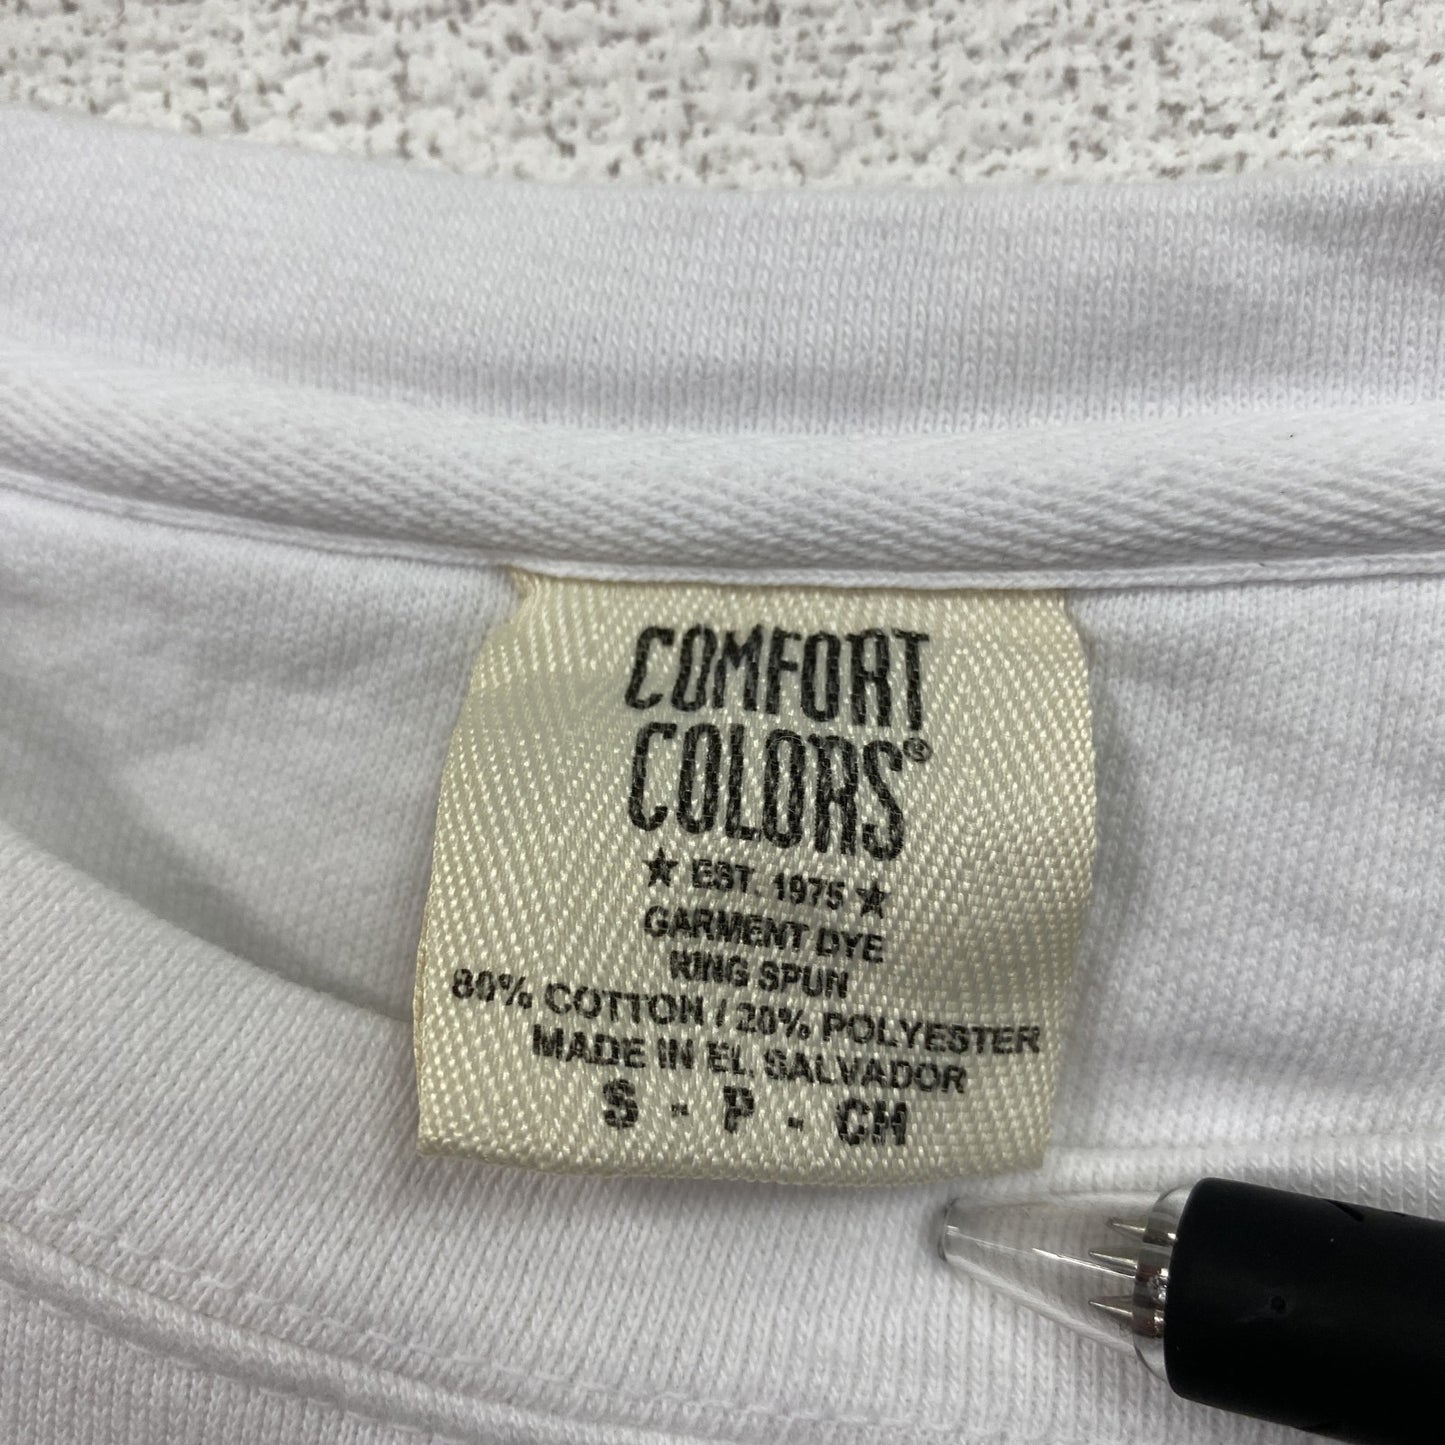 COMFORT
COLORS®
★ EST. 1975 ★
GARMENT DYE
RING SPUN
80% COTTON / 20% POLYESTER
MADE IN EL SALVADOR
S - P - CH